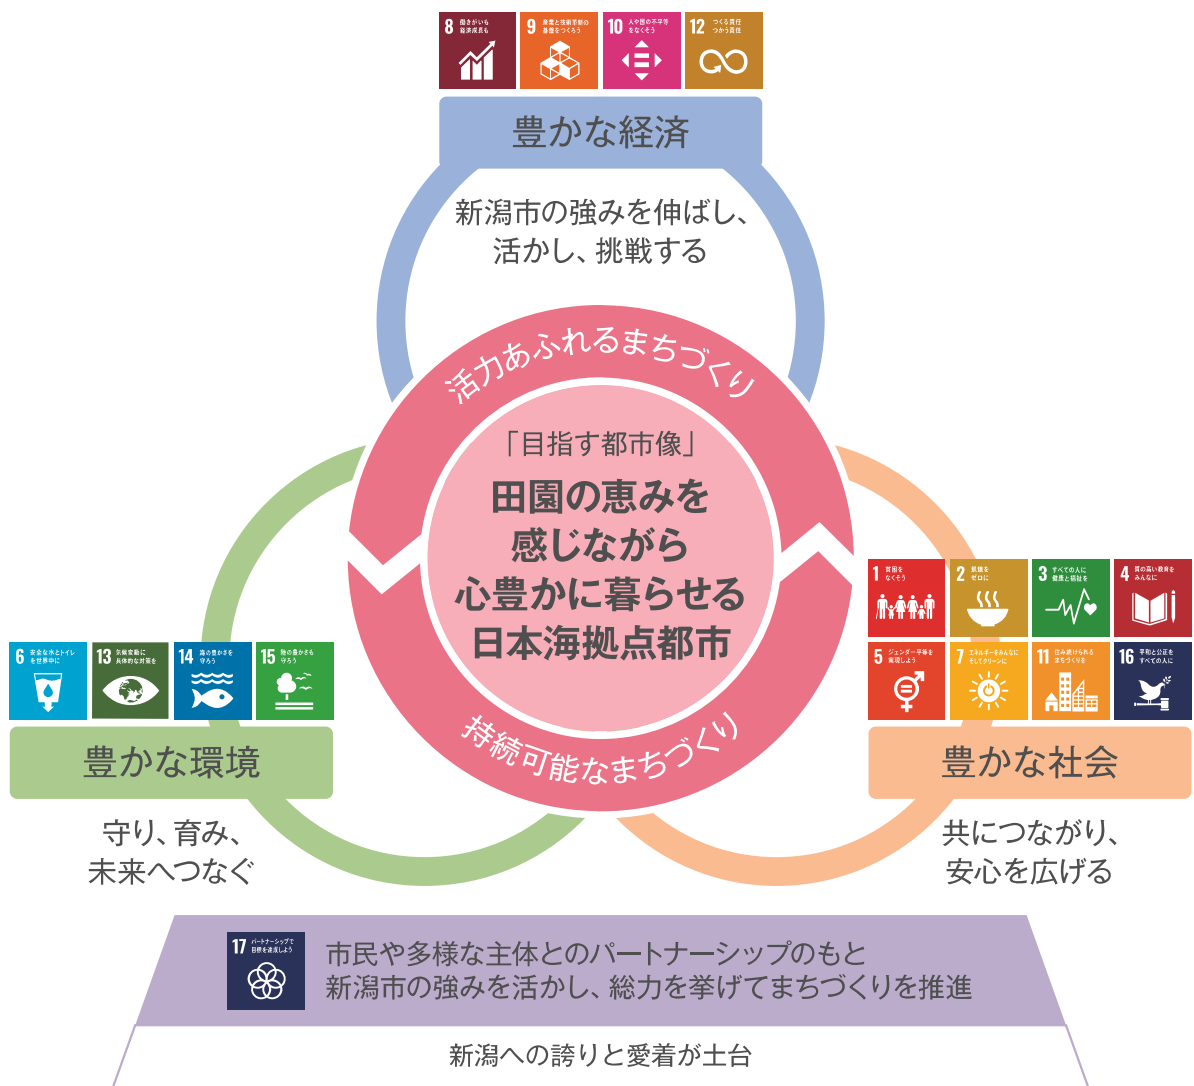 8 働きがいも
経済成長も
9 産業と技術革新の
基盤をつくろう
10 人や国の不平等
をなくそう
12 つくる責任
つかう責任
豊かな経済
新潟市の強みを伸ばし、
活かし、挑戦する
活力あふれるまちづくり
「目指す都市像」
田園の恵みを
感じながら
心豊かに暮らせる
日本海拠点都市
持続可能なまちづくり
6 安全な水とトイレ
を世界中に
13 気候変動に
具体的な対策を
14 海の豊かさを
守ろう
15 陸の豊かさも
守ろう
豊かな環境
守り、育み、
未来へつなぐ
1 貧困を
なくそう
2 飢餓を
ゼロに
3 すべての人に
健康と福祉を
4 質の高い教育を
みんなに
5 ジェンダー平等を
実現しよう
7 エネルギーをみんなに
そしてクリーンに
11 住み続けられる
まちづくりを
16 平和と公正を
すべての人に
豊かな社会
共につながり、
安心を広げる
17 パートナーシップで
目標を達成しよう
市民や多様な主体とのパートナーシップのもと
新潟市の強みを活かし、総力を挙げてまちづくりを推進
新潟への誇りと愛着が土台